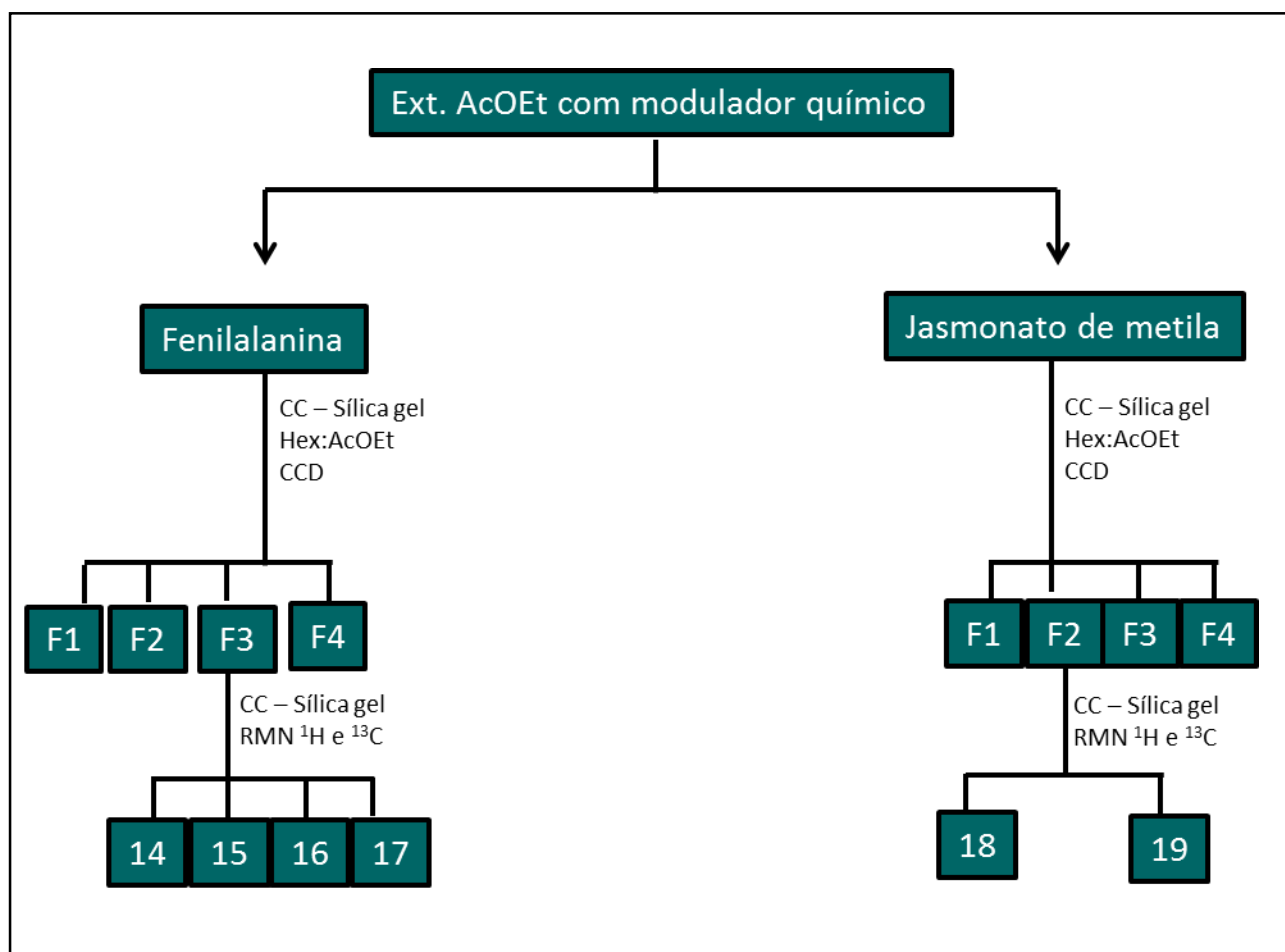 Ext. AcOEt com modulador químico
Fenilalanina
Jasmonato de metila
CC – Sílica gel
Hex:AcOEt
CCD
CC – Sílica gel
Hex:AcOEt
CCD
F1
F2
F3
F4
F1
F2
F3
F4
CC – Sílica gel
RMN ¹H e ¹³C
CC – Sílica gel
RMN ¹H e ¹³C
14
15
16
17
18
19